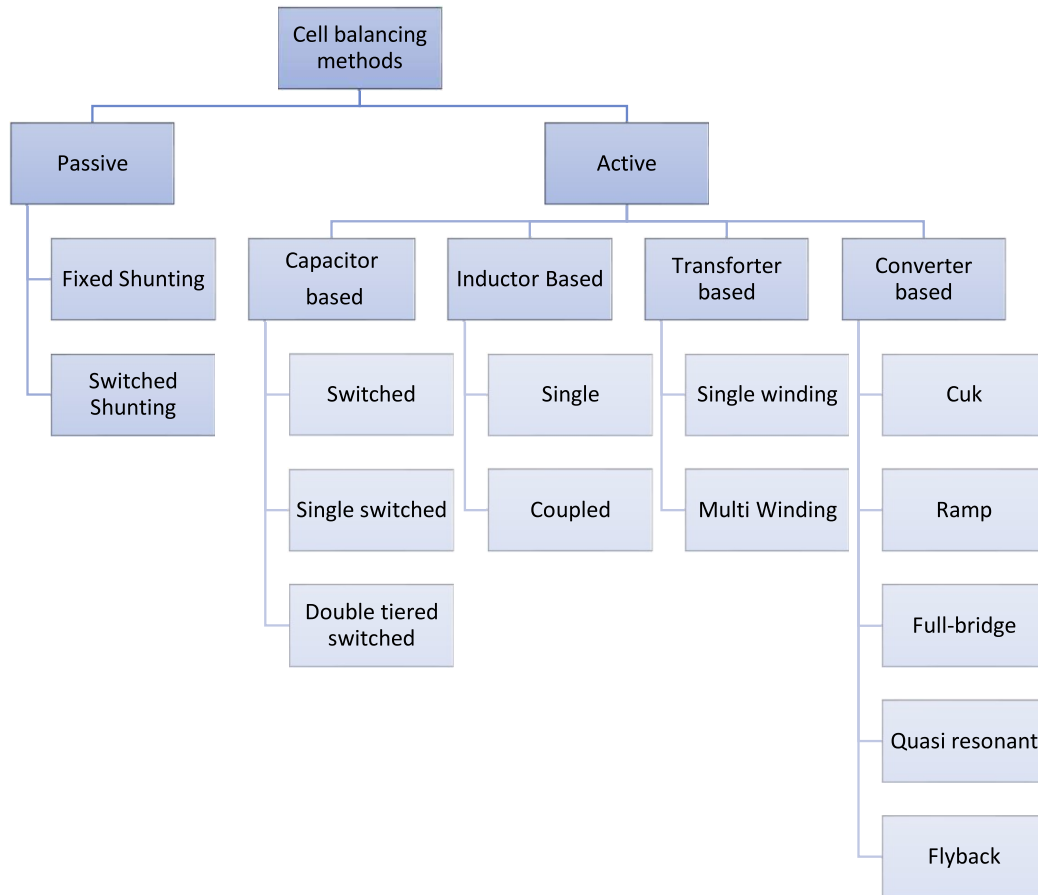 Cell balancing
methods
Passive
Active
Fixed Shunting
Switched
Shunting
Capacitor
based
Switched
Single switched
Double tiered
switched
Inductor Based
Single
Coupled
Transforter
based
Single winding
Multi Winding
Converter
based
Cuk
Ramp
Full-bridge
Quasi resonant
Flyback